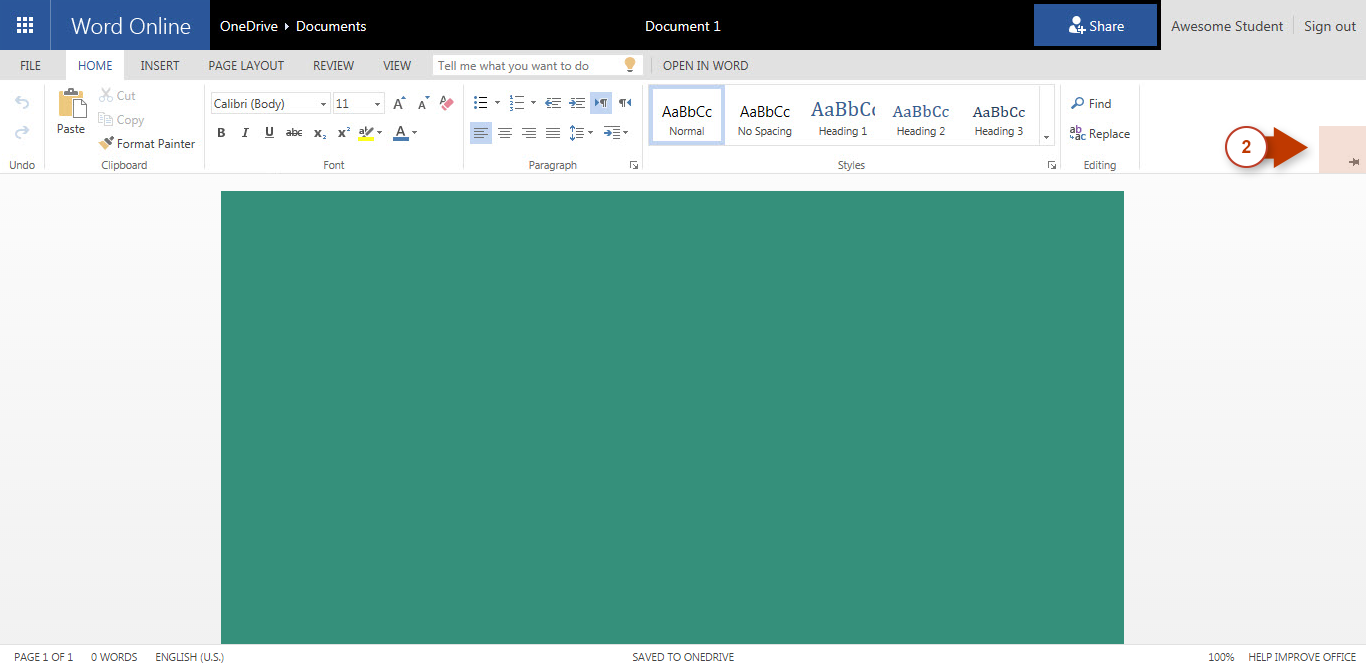 Word Online OneDrive Documents Document 1 Share Awesome Student Sign out
FILE HOME INSERT PAGE LAYOUT REVIEW VIEW Tell me what you want to do OPEN IN WORD
Paste
Cut
Copy
Format Painter
Calibri (Body) 11
B I U abc x₂ x² ab A
AaBbCc AaBbCc AaBbCc AaBbCc AaBbCc
Normal No Spacing Heading 1 Heading 2 Heading 3
Find
Replace
2
Undo Clipboard Font Paragraph Styles Editing
PAGE 1 OF 1 0 WORDS ENGLISH (U.S.) SAVED TO ONEDRIVE 100% HELP IMPROVE OFFICE